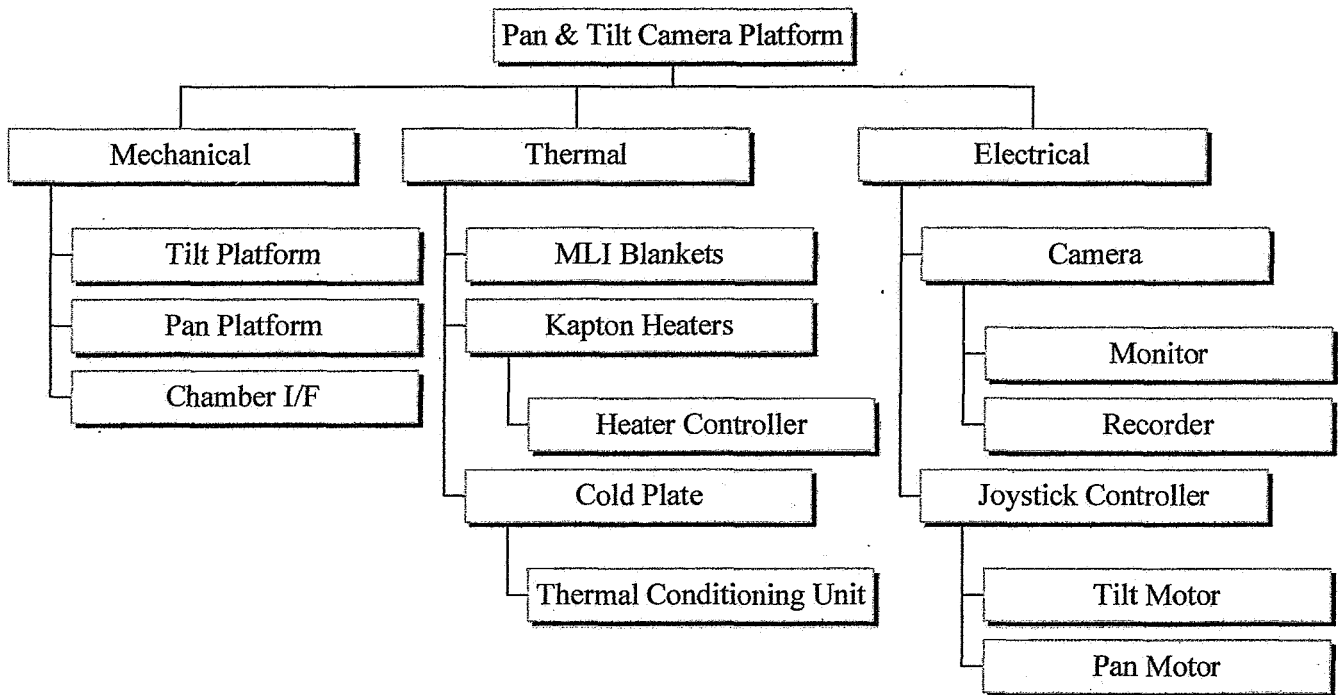 Pan & Tilt Camera Platform
Mechanical
Thermal
Electrical
Tilt Platform
Pan Platform
Chamber I/F
MLI Blankets
Kapton Heaters
Heater Controller
Cold Plate
Thermal Conditioning Unit
Camera
Monitor
Recorder
Joystick Controller
Tilt Motor
Pan Motor